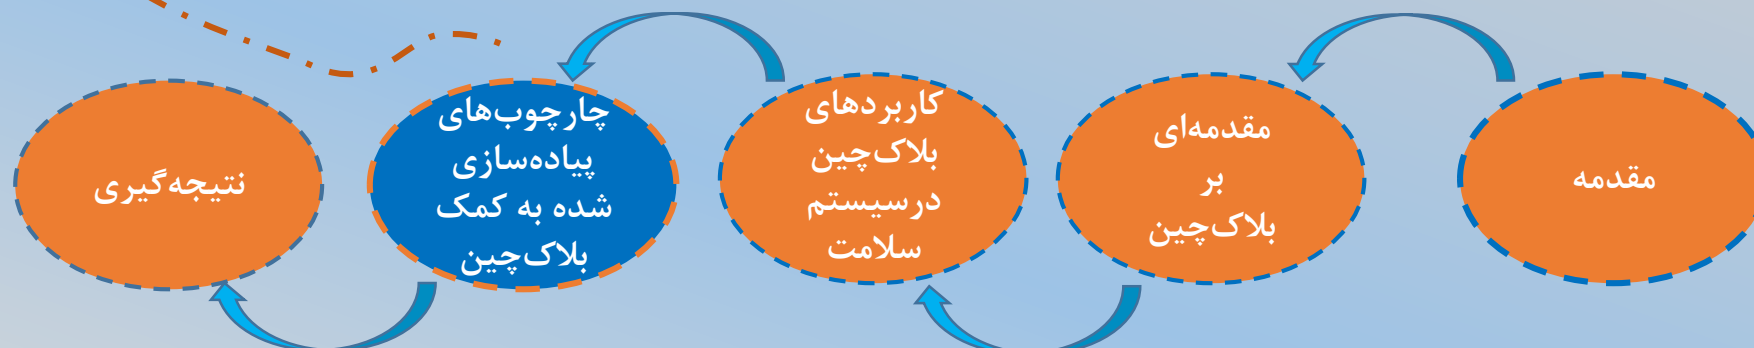 مقدمه
مقدمه‌ای
بر
بلاک‌چین
کاربردهای
بلاک‌چین
درسیستم
سلامت
چارچوب‌های
پیاده‌سازی
شده به کمک
بلاک‌چین
نتیجه‌گیری